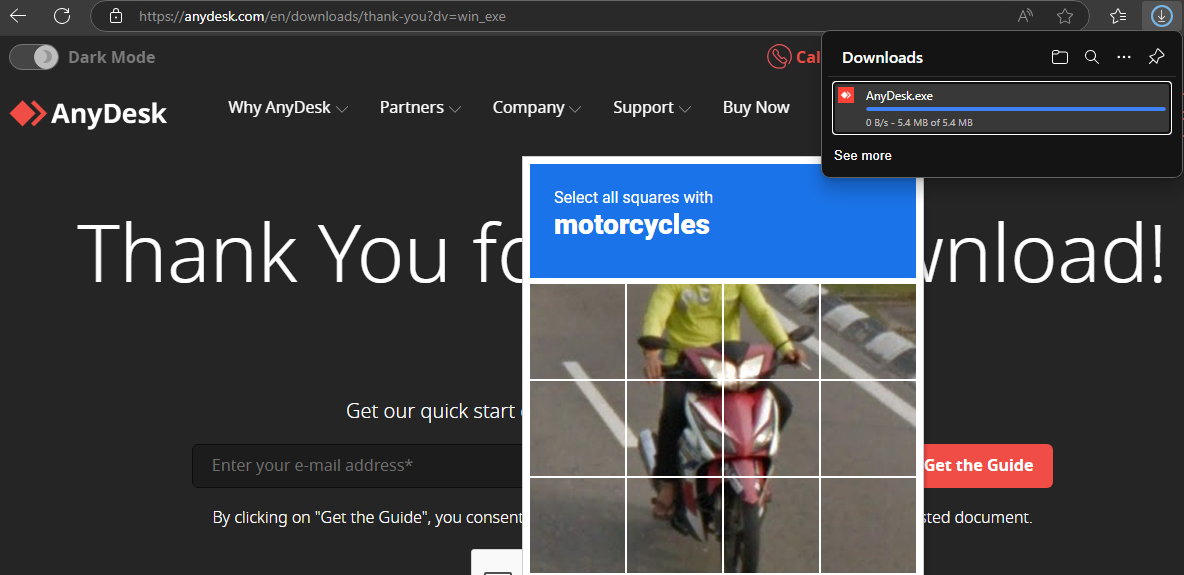 https://anydesk.com/en/downloads/thank-you?dv=win_exe
Dark Mode
Cal
Downloads
AnyDesk.exe
0 B/s - 5.4 MB of 5.4 MB
See more
AnyDesk
Why AnyDesk
Partners
Company
Support
Buy Now
Select all squares with
motorcycles
Thank You fo wnload!
Get our quick start
Enter your e-mail address*
Get the Guide
By clicking on "Get the Guide", you consent sted document.